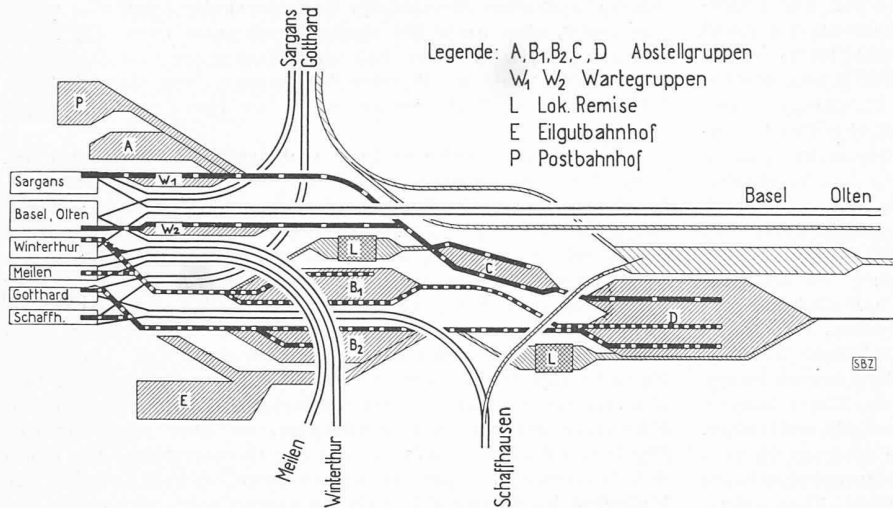 Sargans
Gotthard
Legende: A, B1, B2, C, D Abstellgruppen
W1 W2 Wartegruppen
L Lok. Remise
E Eilgutbahnhof
P Postbahnhof
P
A
W1
Sargans
Basel, Olten
Basel Olten
W2
Winterthur
L
C
Meilen
B1
Gotthard
D
Schaffh.
B2
L
SBZ
E
Meilen
Winterthur
Schaffhausen